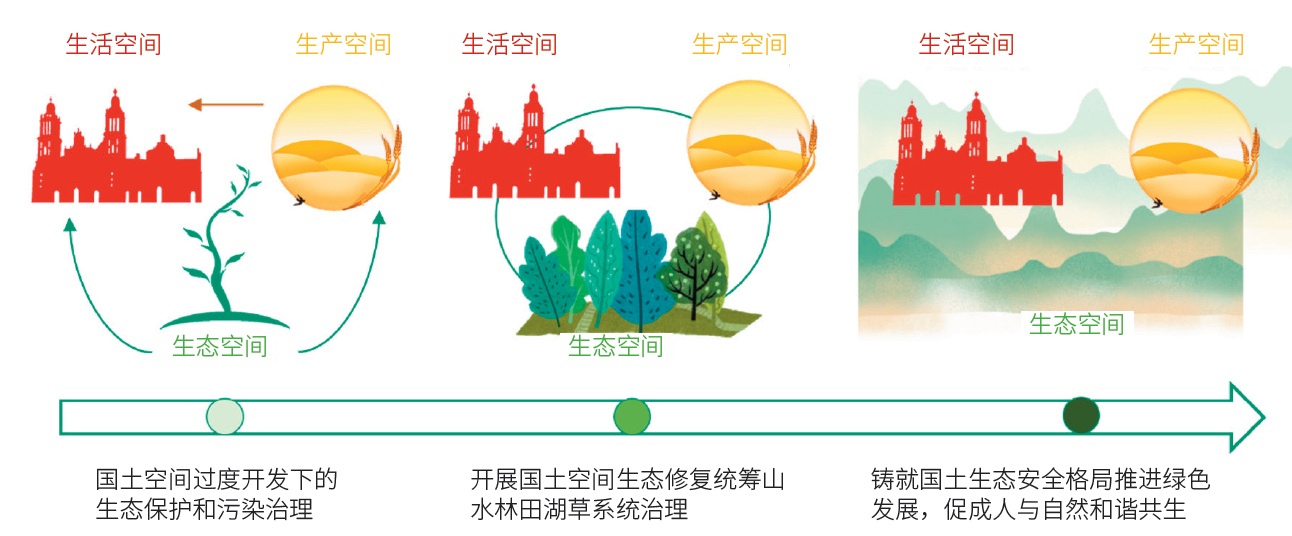 生活空间
生产空间
生活空间
生产空间
生活空间
生产空间
生态空间
生态空间
生态空间
国土空间过度开发下的
生态保护和污染治理
开展国土空间生态修复统筹山
水林田湖草系统治理
铸就国土生态安全格局推进绿色
发展，促成人与自然和谐共生